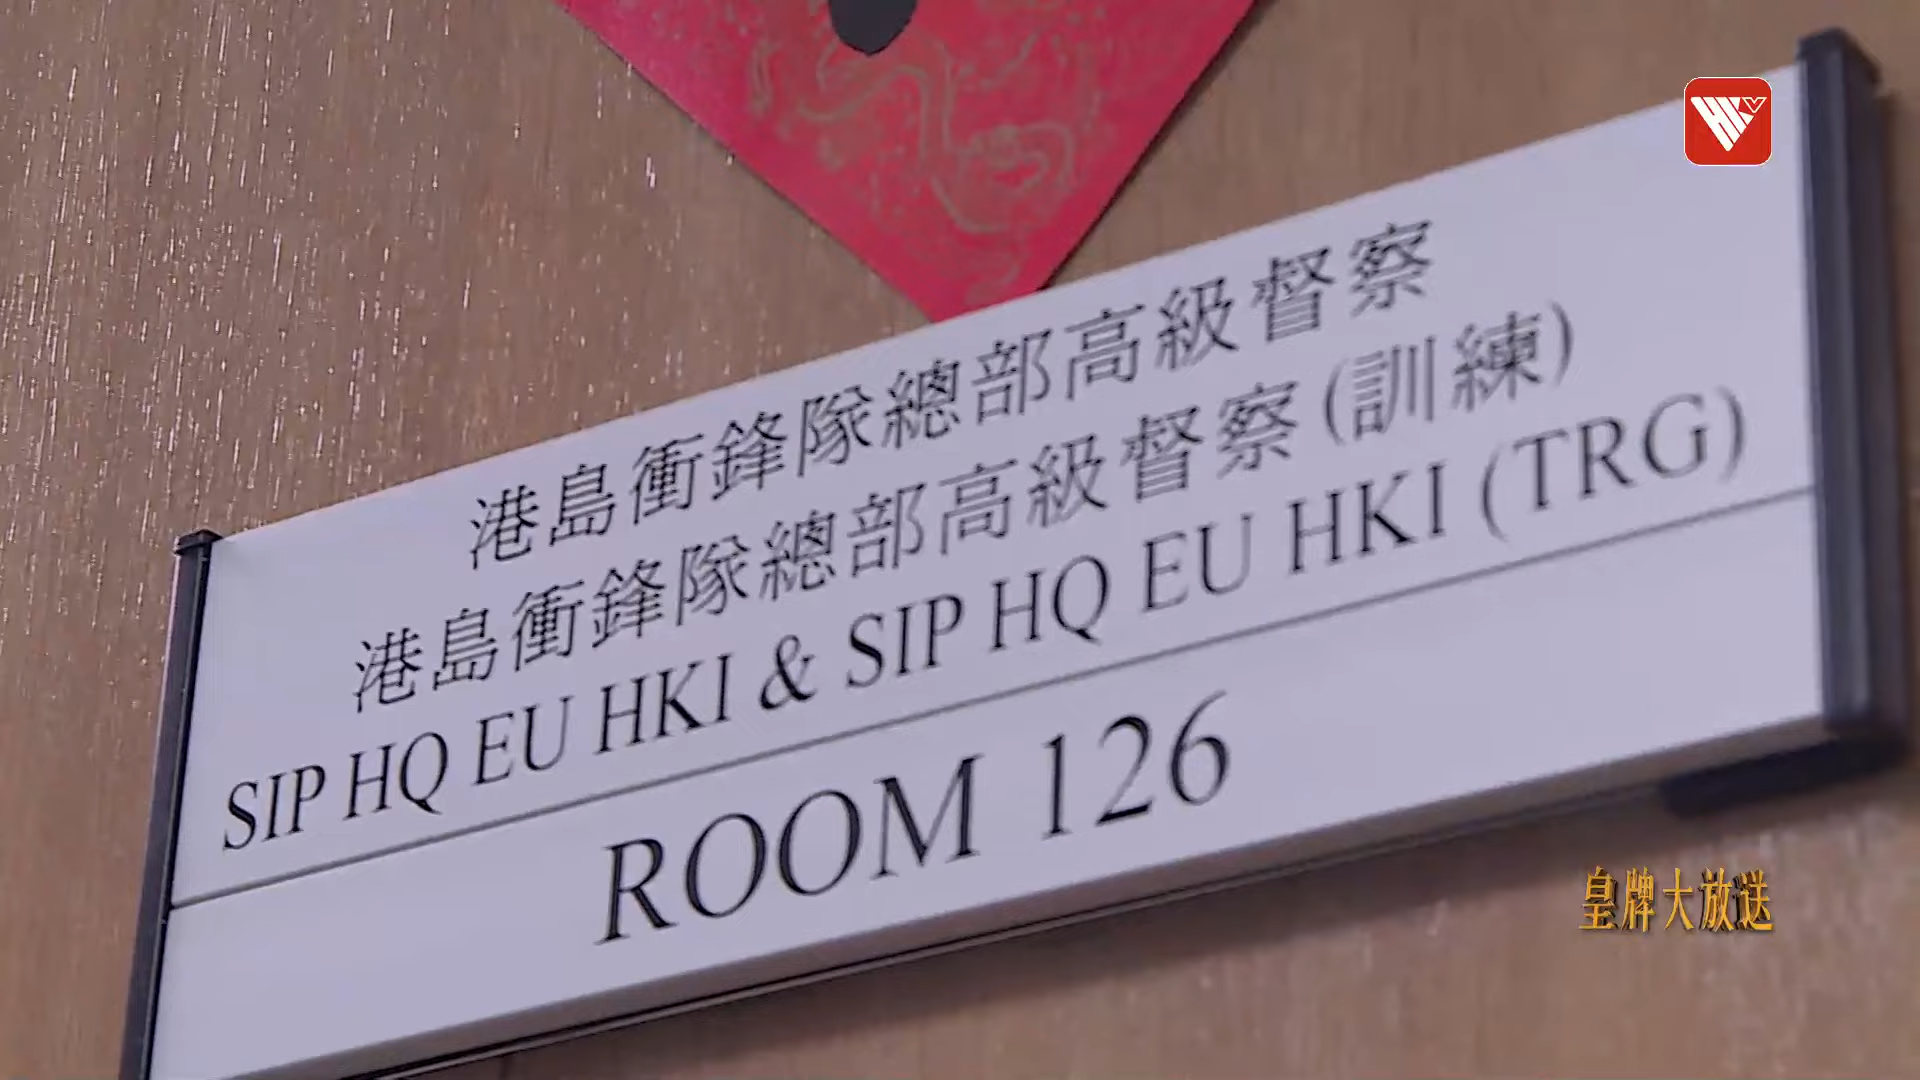 港島衝鋒隊總部高級督察
港島衝鋒隊總部高級督察(訓練)
SIP HQ EU HKI & SIP HQ EU HKI (TRG)
ROOM 126
皇牌大放送